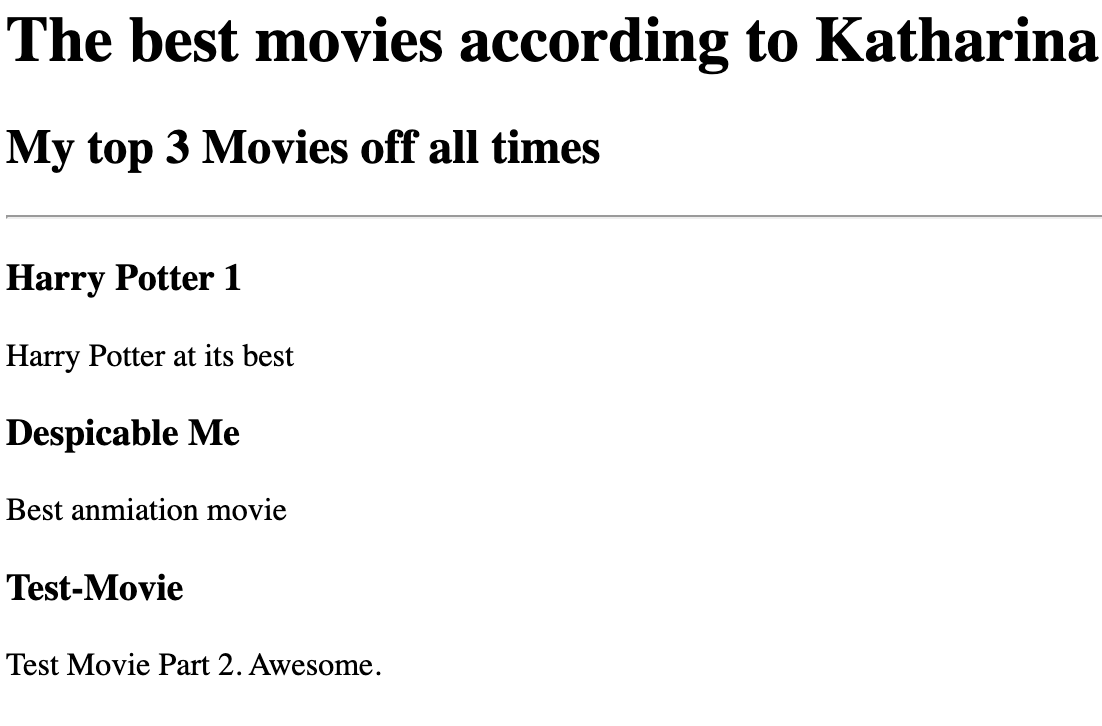 The best movies according to Katharina
My top 3 Movies off all times
Harry Potter 1
Harry Potter at its best
Despicable Me
Best anmiation movie
Test-Movie
Test Movie Part 2. Awesome.